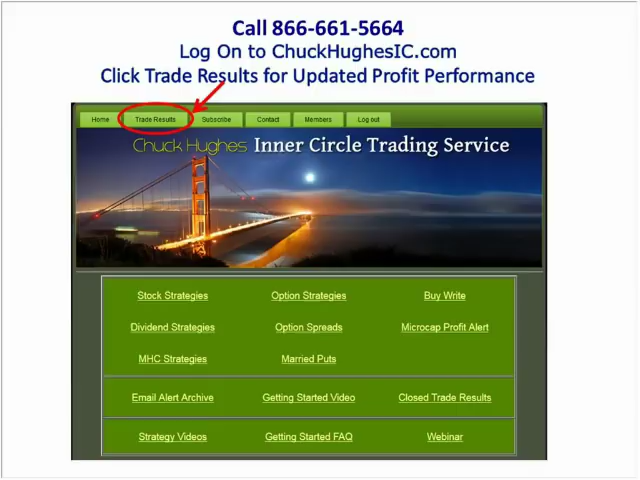 Call 866-661-5664
Log On to ChuckHughesIC.com
Click Trade Results for Updated Profit Performance
Home Trade Results Subscribe Contact Members Log out
Chuck Hughes Inner Circle Trading Service
Stock Strategies Option Strategies Buy Write
Dividend Strategies Option Spreads Microcap Profit Alert
MHC Strategies Married Puts
Email Alert Archive Getting Started Video Closed Trade Results
Strategy Videos Getting Started FAQ Webinar